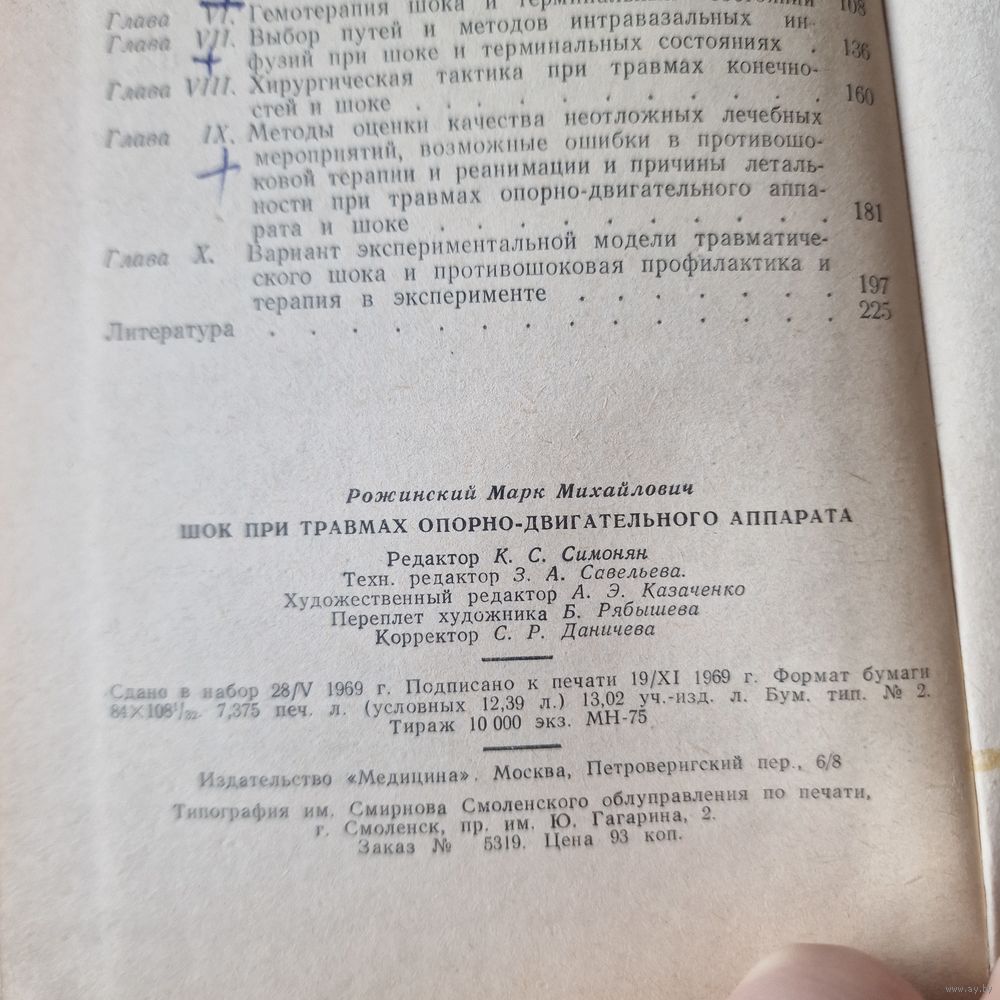 Глава VI. Гемотерапия шока и терминальных состояний 108
Глава VII. Выбор путей и методов интравазальных ин-
фузий при шоке и терминальных состояниях . 136
Глава VIII. Хирургическая тактика при травмах конечно-
стей и шоке . . . . . . . . . . . 160
Глава IX. Методы оценки качества неотложных лечебных
мероприятий, возможные ошибки в противошо-
ковой терапии и реанимации и причины леталь-
ности при травмах опорно-двигательного аппа-
рата и шоке . . . . . . . . . . 181
Глава X. Вариант экспериментальной модели травматиче-
ского шока и противошоковая профилактика и
терапия в эксперименте . . . . . . . 197
Литература . . . . . . . . . . . . . . 225
Рожинский Марк Михайлович
ШОК ПРИ ТРАВМАХ ОПОРНО-ДВИГАТЕЛЬНОГО АППАРАТА
Редактор К. С. Симонян
Техн. редактор З. А. Савельева.
Художественный редактор А. Э. Казаченко
Переплет художника Б. Рябышева
Корректор С. Р. Даничева
Сдано в набор 28/V 1969 г. Подписано к печати 19/XI 1969 г. Формат бумаги
84×108¹/₃₂. 7,375 печ. л. (условных 12,39 л.) 13,02 уч.-изд. л. Бум. тип. № 2.
Тираж 10 000 экз. МН-75
Издательство «Медицина». Москва, Петроверигский пер., 6/8
Типография им. Смирнова Смоленского облуправления по печати,
г. Смоленск, пр. им. Ю. Гагарина, 2.
Заказ № 5319. Цена 93 коп.
www.ay.by